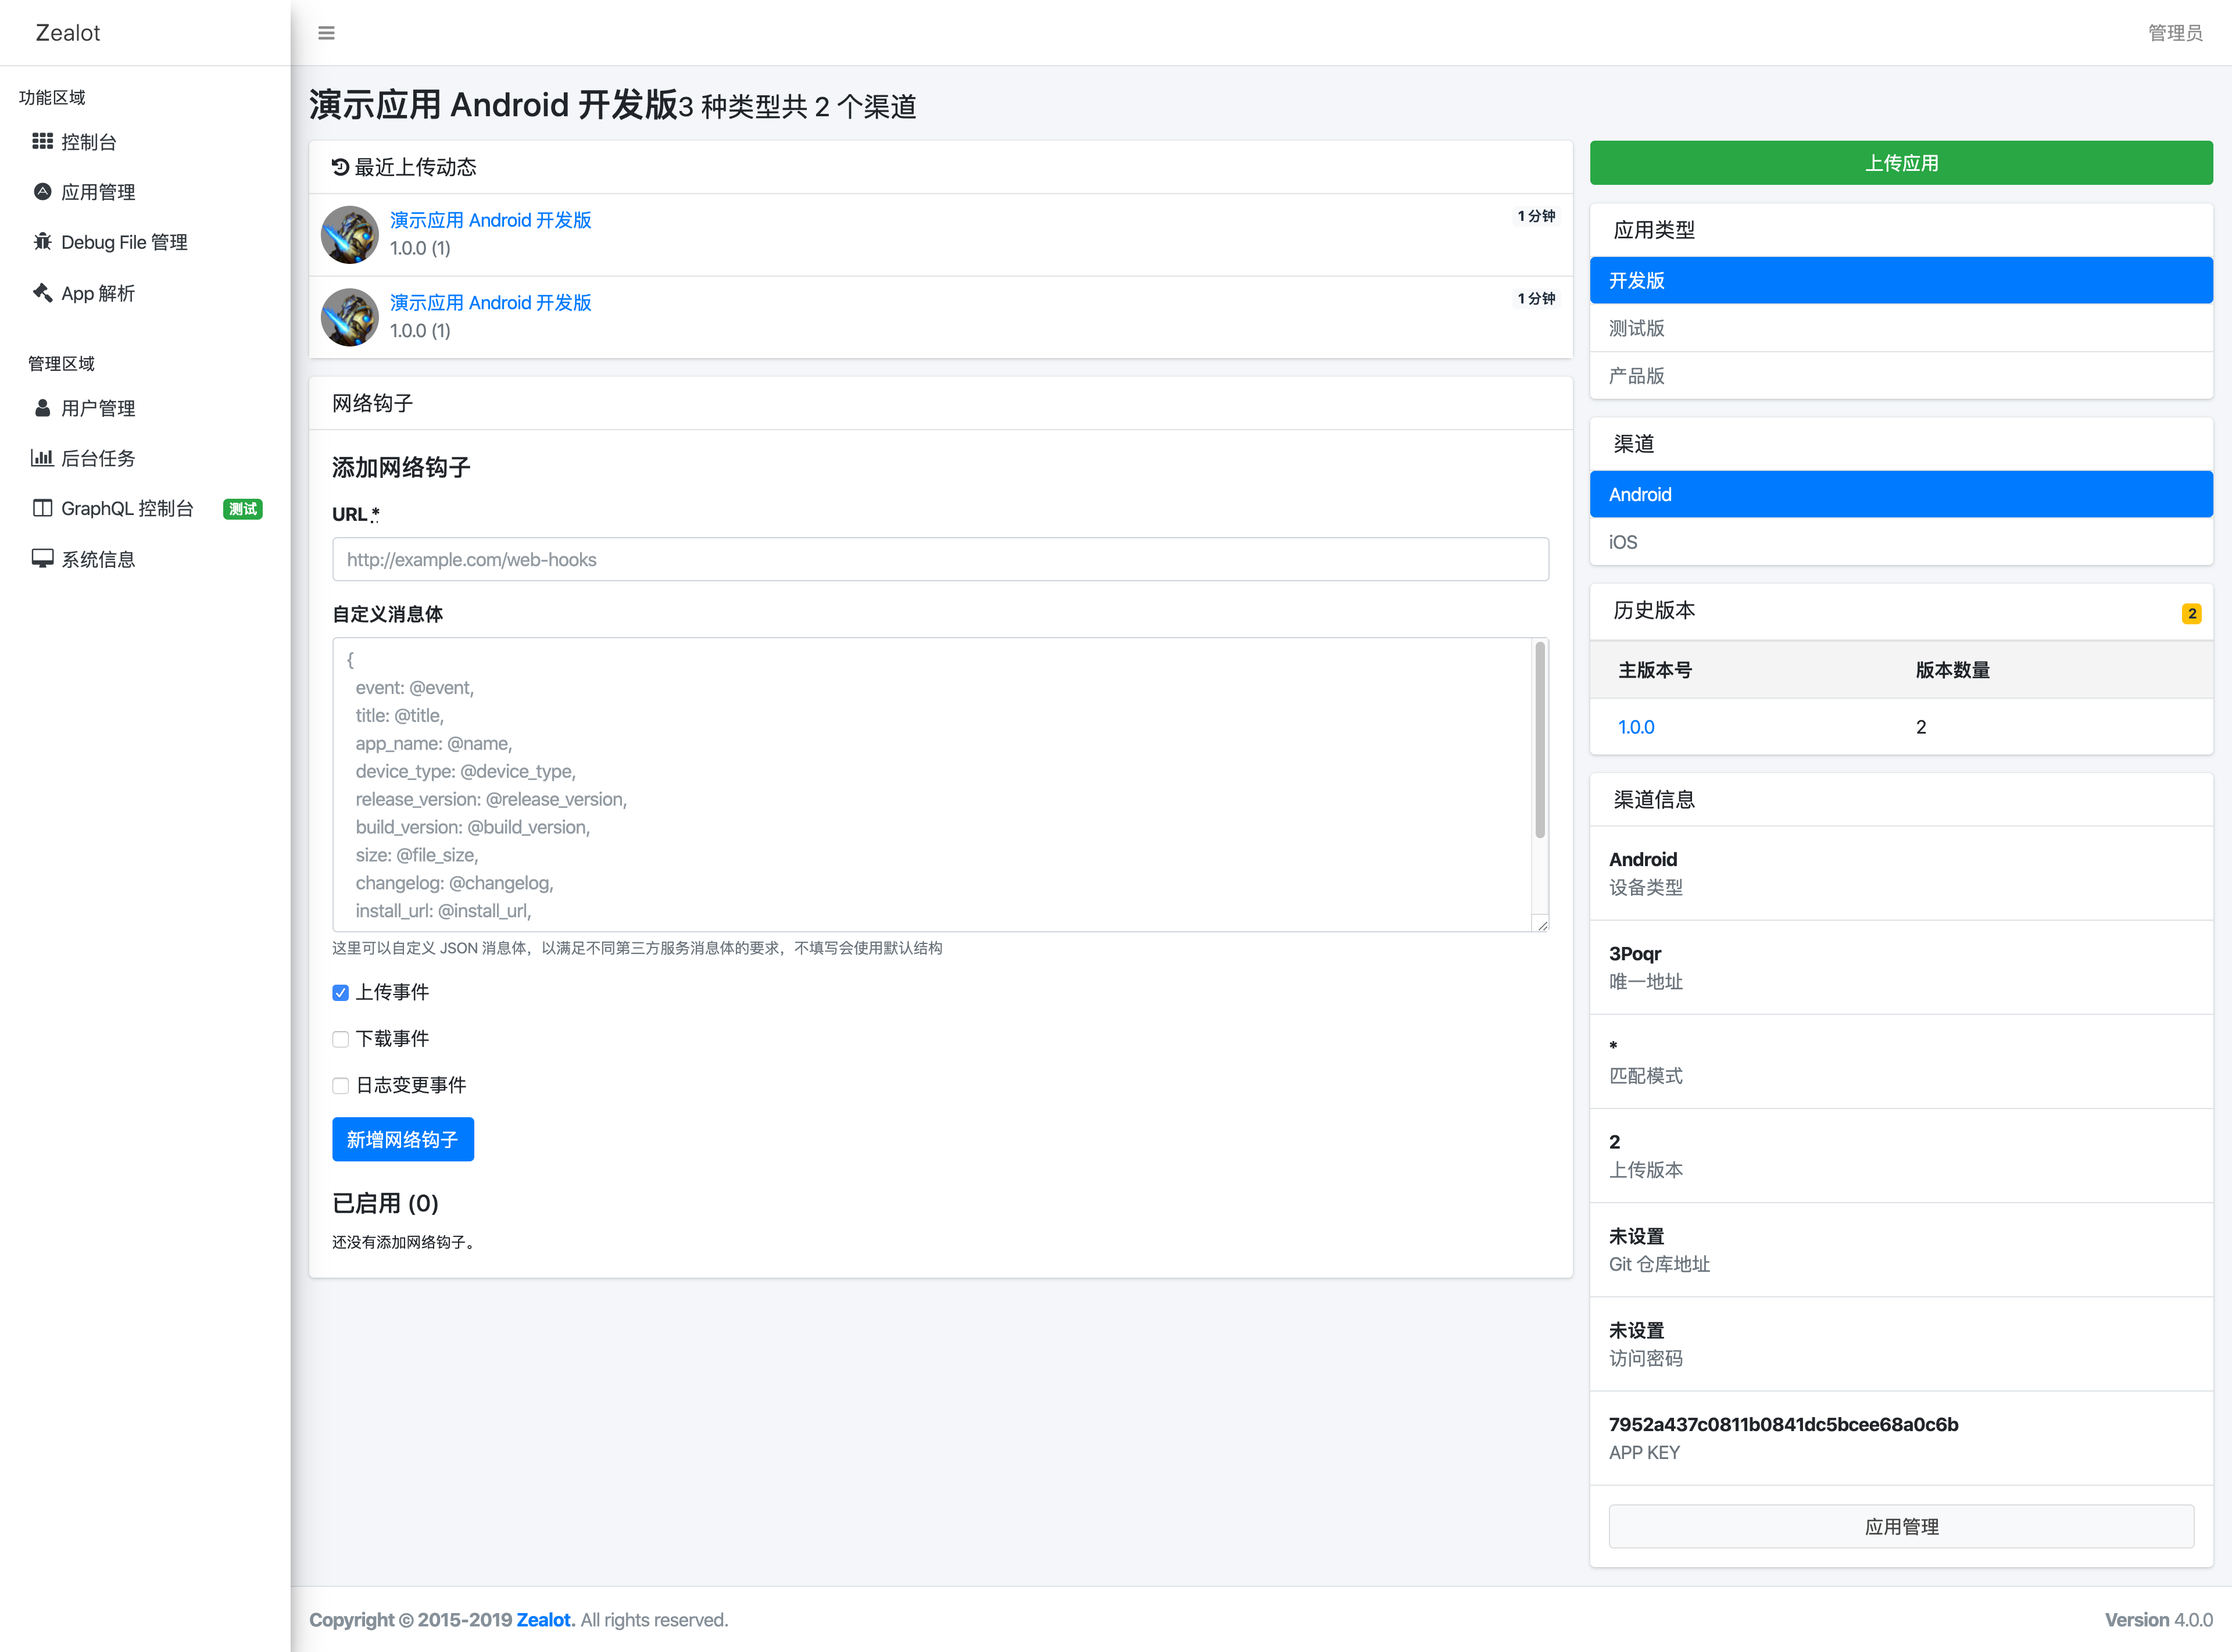 Zealot
管理员
功能区域
控制台
应用管理
Debug File 管理
App 解析
管理区域
用户管理
后台任务
GraphQL 控制台 测试
系统信息
演示应用 Android 开发版3 种类型共 2 个渠道
最近上传动态
演示应用 Android 开发版 1 分钟
1.0.0 (1)
演示应用 Android 开发版 1 分钟
1.0.0 (1)
网络钩子
添加网络钩子
URL *
http://example.com/web-hooks
自定义消息体
{
event: @event,
title: @title,
app_name: @name,
device_type: @device_type,
release_version: @release_version,
build_version: @build_version,
size: @file_size,
changelog: @changelog,
install_url: @install_url,
这里可以自定义 JSON 消息体，以满足不同第三方服务消息体的要求，不填写会使用默认结构
上传事件
下载事件
日志变更事件
新增网络钩子
已启用 (0)
还没有添加网络钩子。
上传应用
应用类型
开发版
测试版
产品版
渠道
Android
iOS
历史版本 2
主版本号 版本数量
1.0.0 2
渠道信息
Android
设备类型
3Poqr
唯一地址
*
匹配模式
2
上传版本
未设置
Git 仓库地址
未设置
访问密码
7952a437c0811b0841dc5bcee68a0c6b
APP KEY
应用管理
Copyright © 2015-2019 Zealot. All rights reserved.
Version 4.0.0